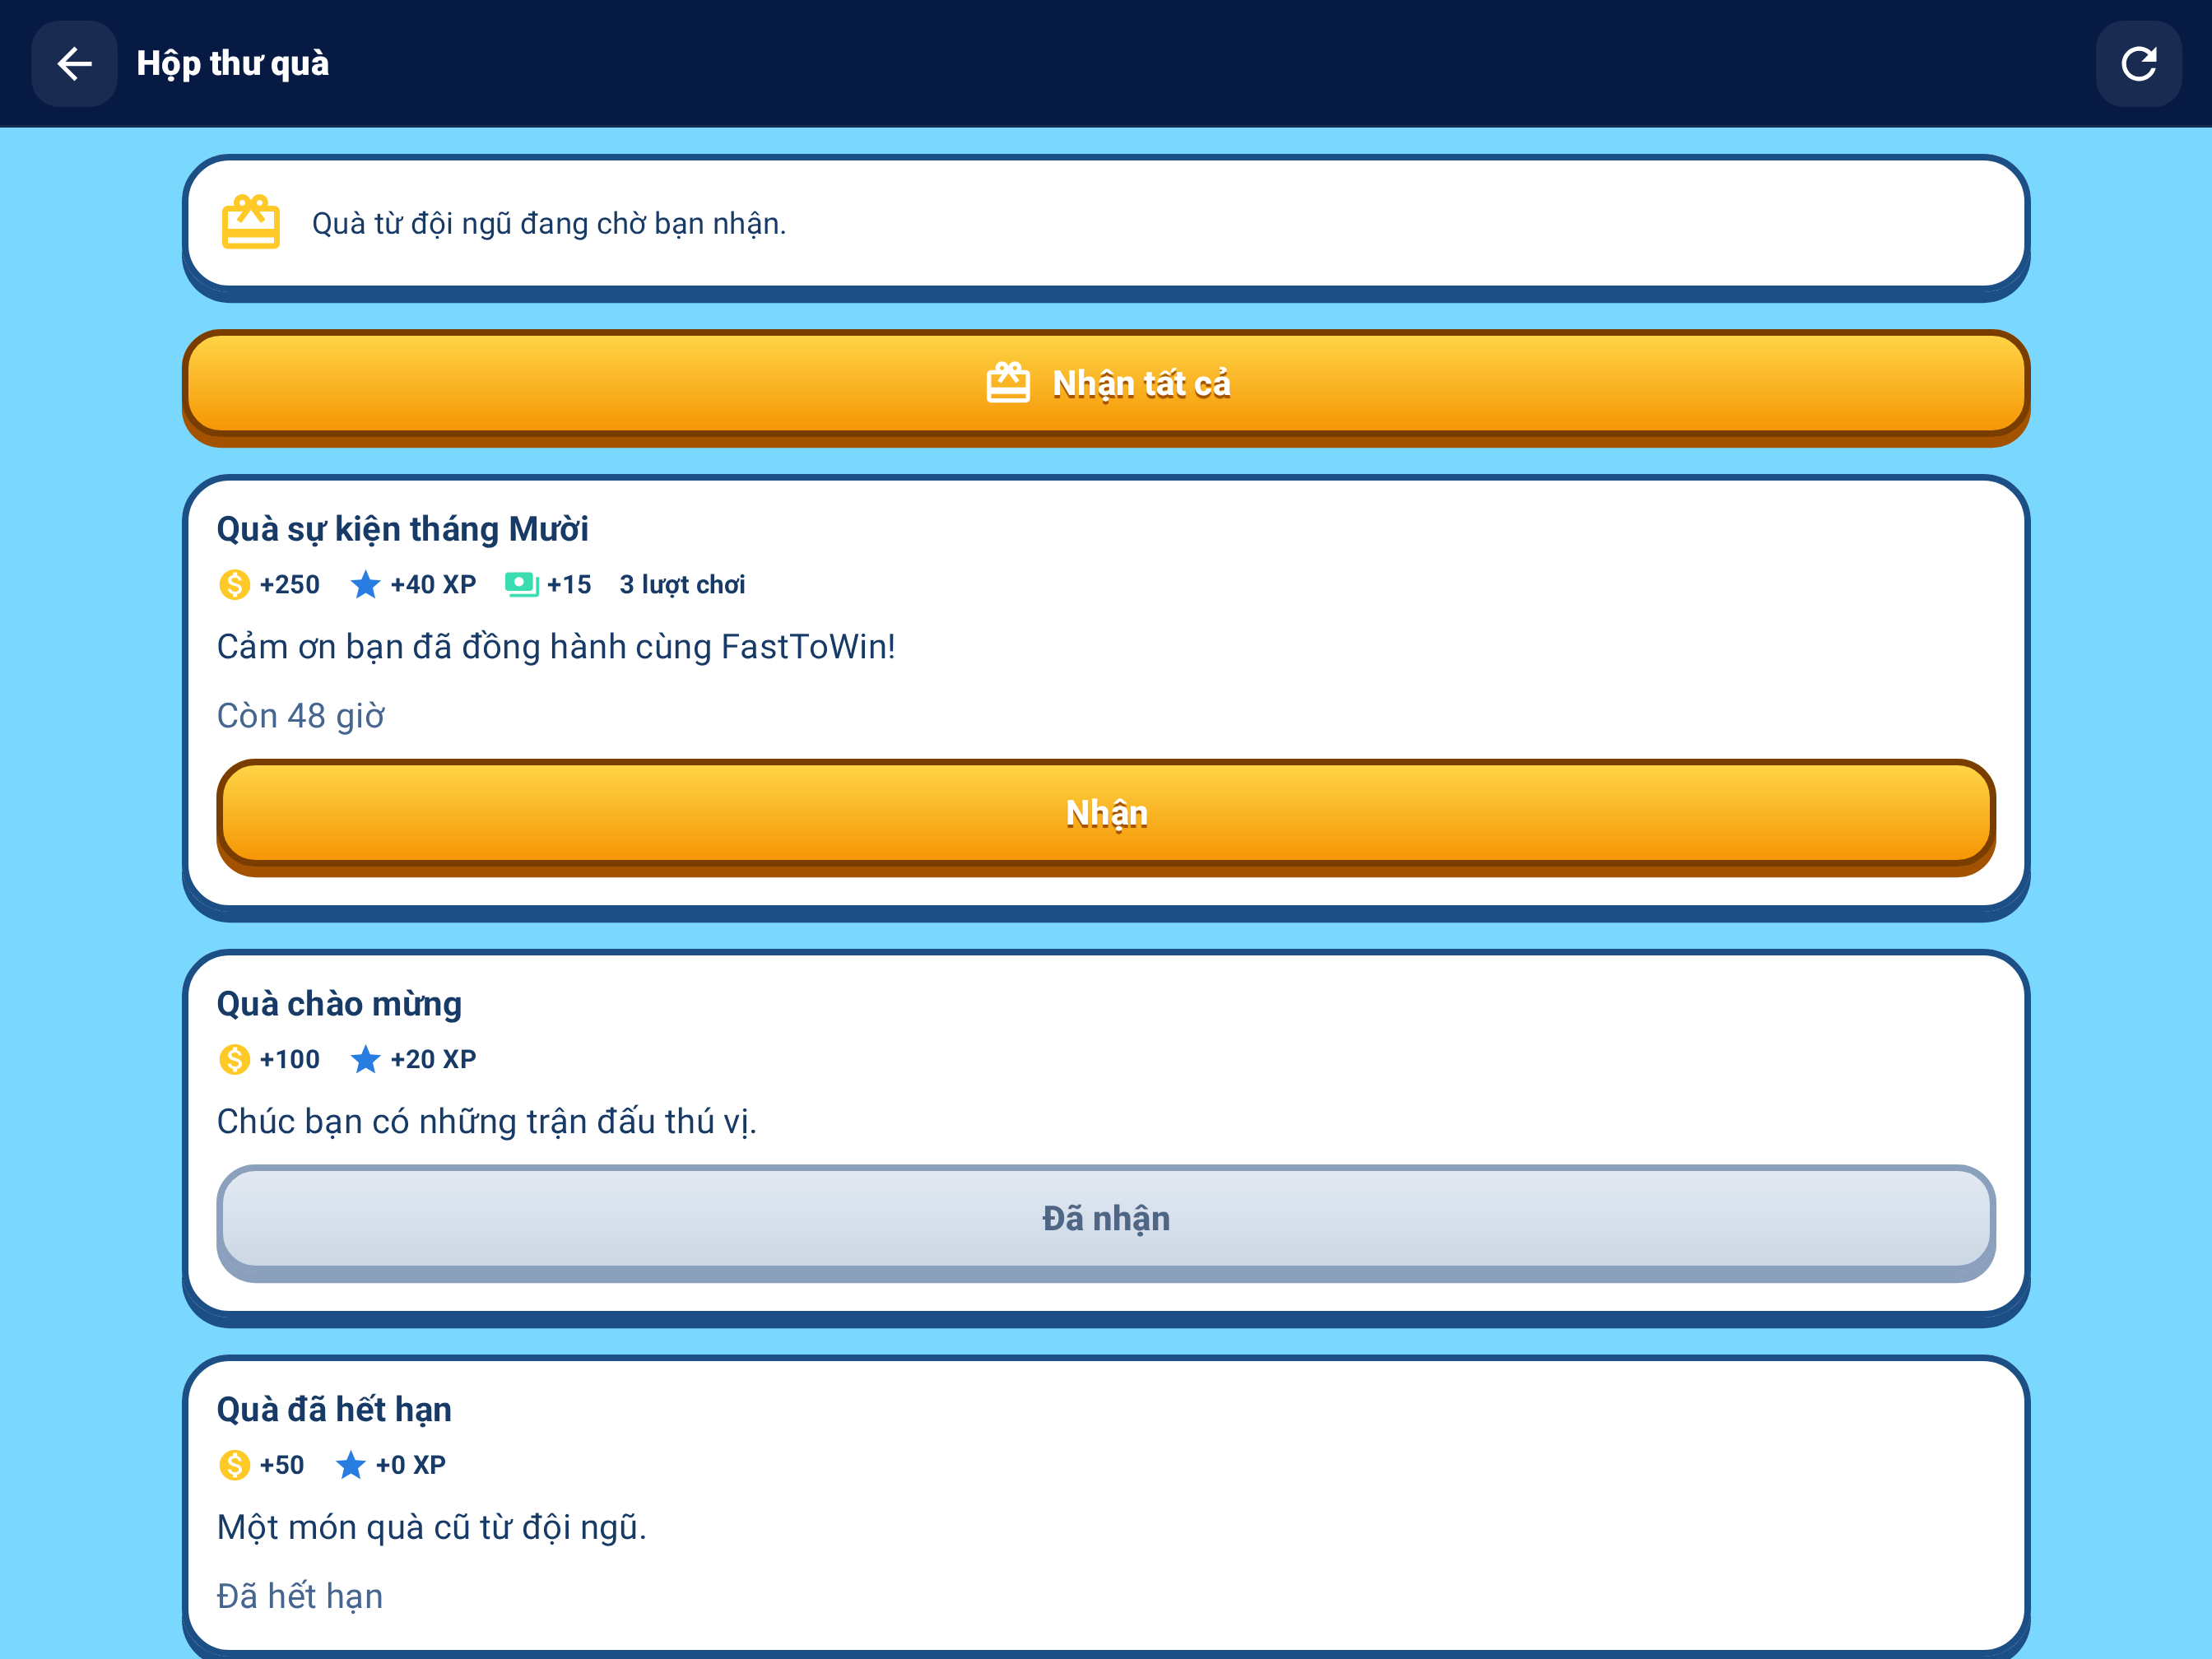 Hộp thư quà
Quà từ đội ngũ đang chờ bạn nhận.
Nhận tất cả
Quà sự kiện tháng Mười
+250 +40 XP +15 3 lượt chơi
Cảm ơn bạn đã đồng hành cùng FastToWin!
Còn 48 giờ
Nhận
Quà chào mừng
+100 +20 XP
Chúc bạn có những trận đấu thú vị.
Đã nhận
Quà đã hết hạn
+50 +0 XP
Một món quà cũ từ đội ngũ.
Đã hết hạn